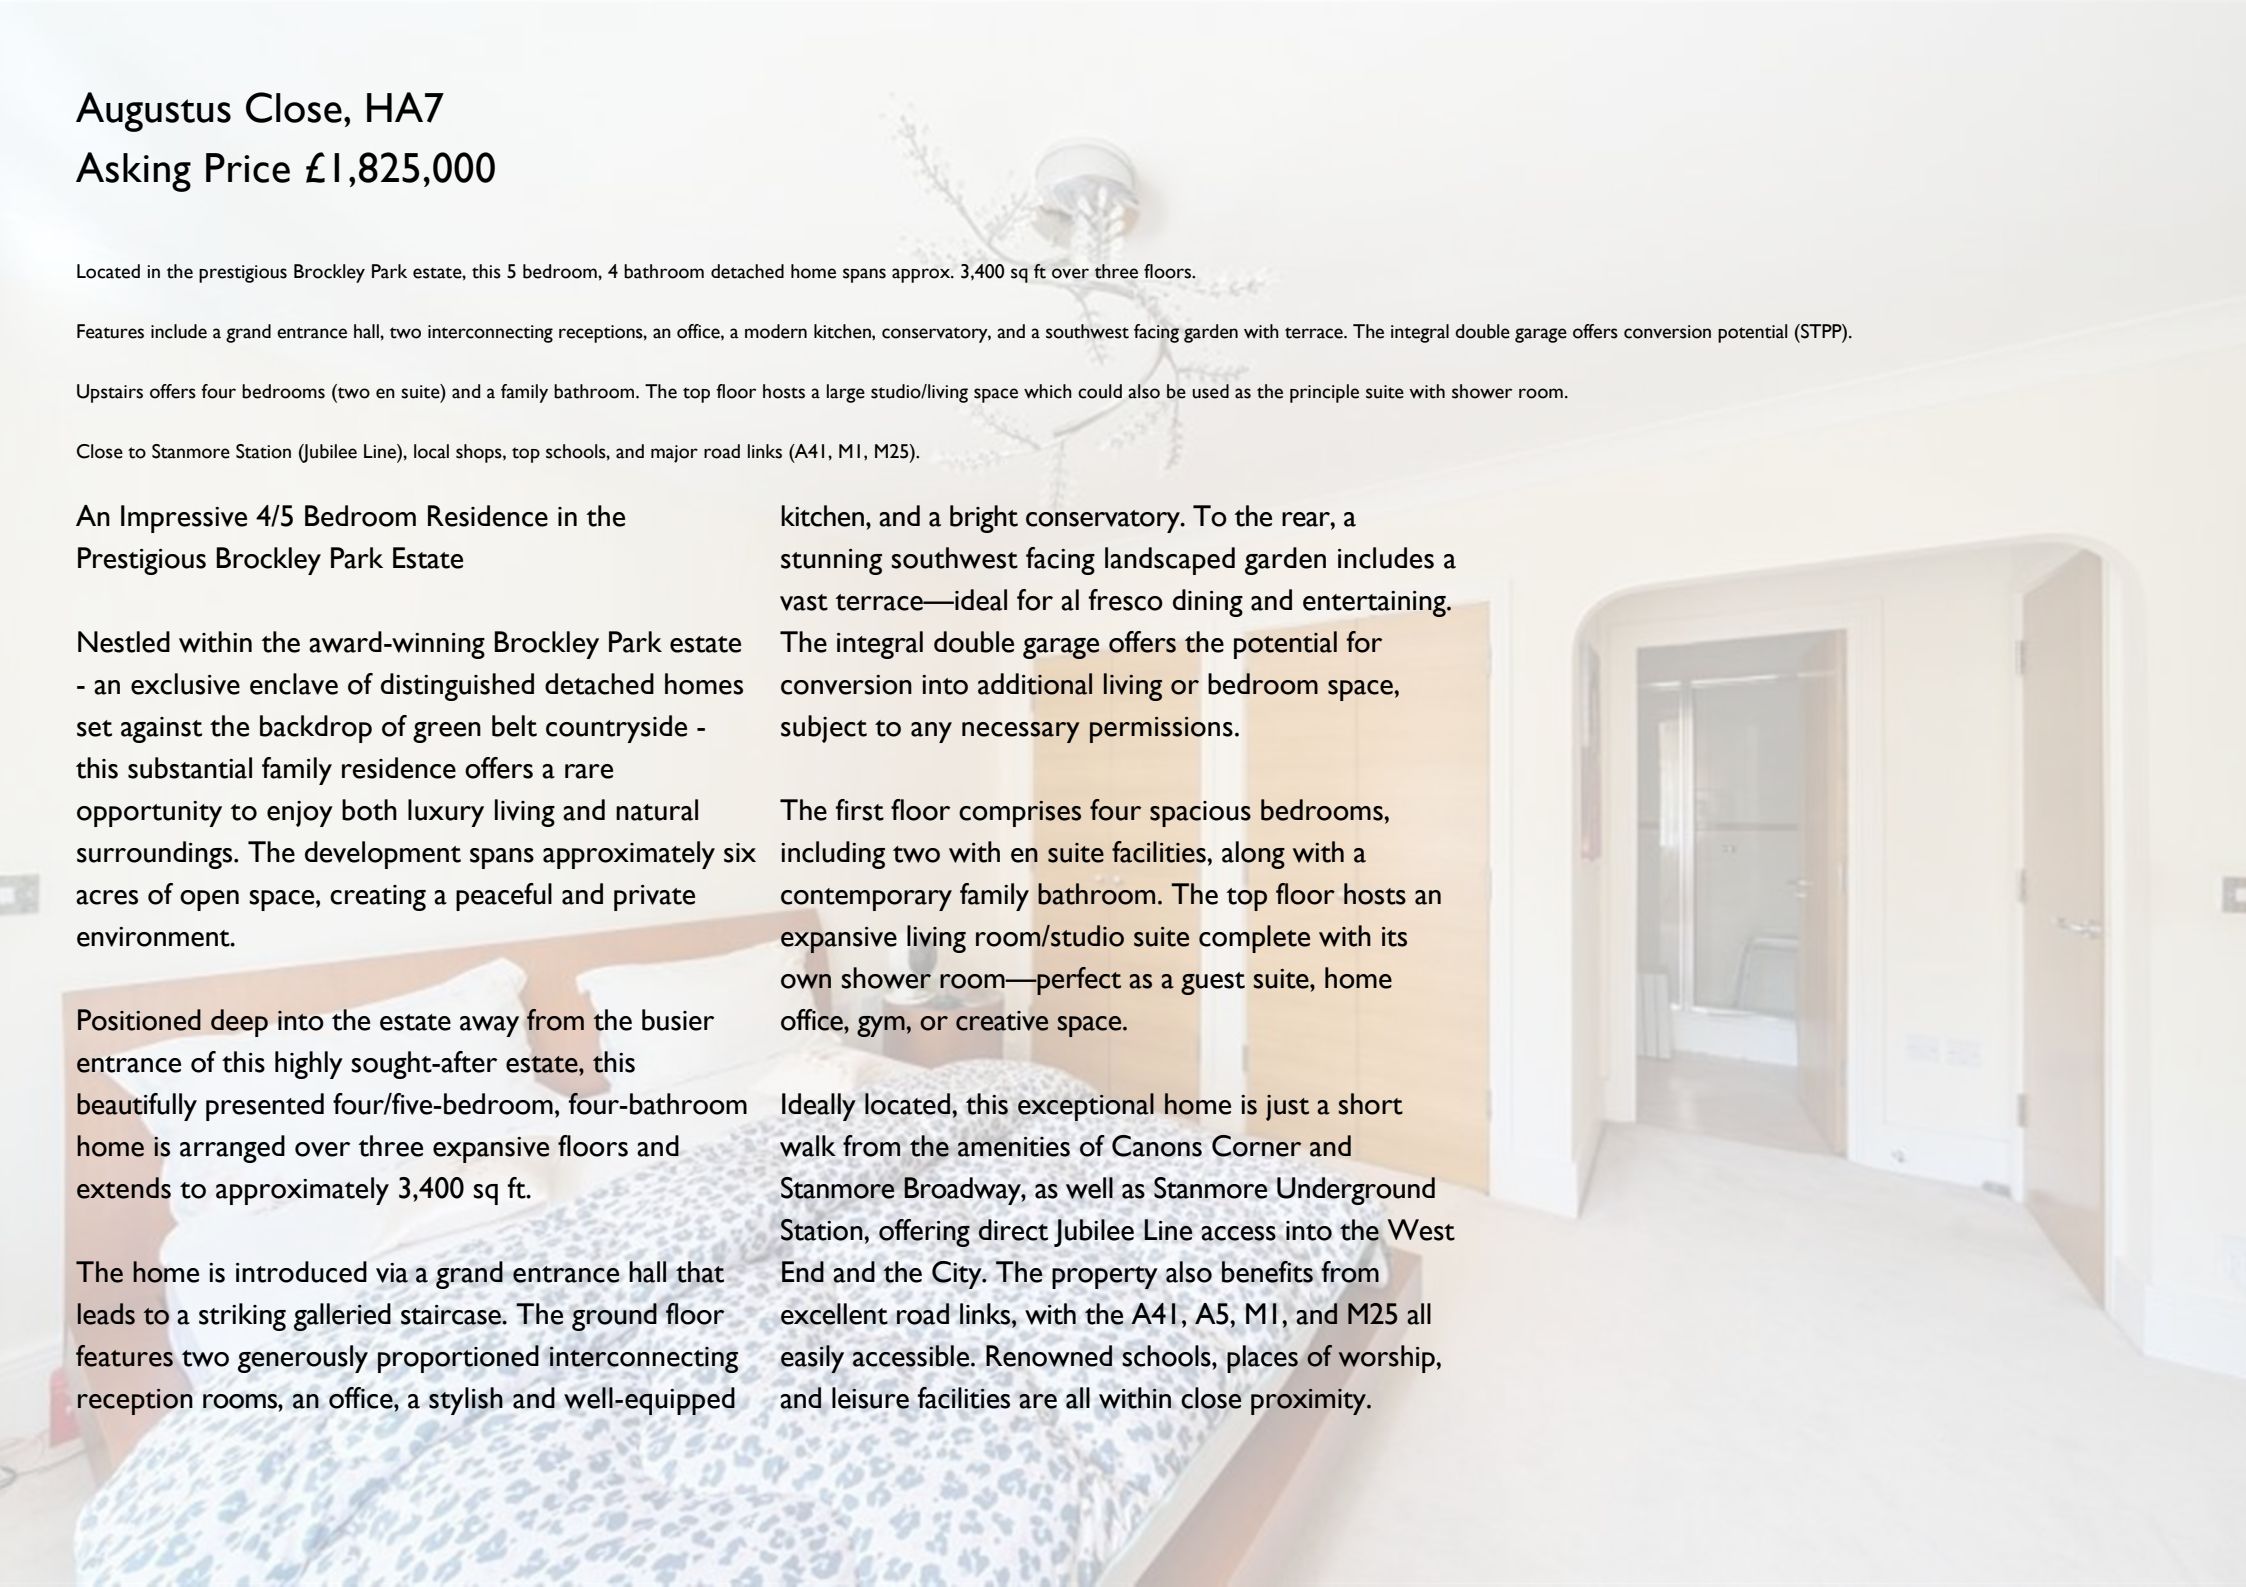 Augustus Close, HA7
Asking Price £1,825,000
Located in the prestigious Brockley Park estate, this 5 bedroom, 4 bathroom detached home spans approx. 3,400 sq ft over three floors.
Features include a grand entrance hall, two interconnecting receptions, an office, a modern kitchen, conservatory, and a southwest facing garden with terrace. The integral double garage offers conversion potential (STPP).
Upstairs offers four bedrooms (two en suite) and a family bathroom. The top floor hosts a large studio/living space which could also be used as the principle suite with shower room.
Close to Stanmore Station (Jubilee Line), local shops, top schools, and major road links (A41, M1, M25).
An Impressive 4/5 Bedroom Residence in the
Prestigious Brockley Park Estate
Nestled within the award-winning Brockley Park estate
- an exclusive enclave of distinguished detached homes
set against the backdrop of green belt countryside -
this substantial family residence offers a rare
opportunity to enjoy both luxury living and natural
surroundings. The development spans approximately six
acres of open space, creating a peaceful and private
environment.
Positioned deep into the estate away from the busier
entrance of this highly sought-after estate, this
beautifully presented four/five-bedroom, four-bathroom
home is arranged over three expansive floors and
extends to approximately 3,400 sq ft.
The home is introduced via a grand entrance hall that
leads to a striking galleried staircase. The ground floor
features two generously proportioned interconnecting
reception rooms, an office, a stylish and well-equipped
kitchen, and a bright conservatory. To the rear, a
stunning southwest facing landscaped garden includes a
vast terrace—ideal for al fresco dining and entertaining.
The integral double garage offers the potential for
conversion into additional living or bedroom space,
subject to any necessary permissions.
The first floor comprises four spacious bedrooms,
including two with en suite facilities, along with a
contemporary family bathroom. The top floor hosts an
expansive living room/studio suite complete with its
own shower room—perfect as a guest suite, home
office, gym, or creative space.
Ideally located, this exceptional home is just a short
walk from the amenities of Canons Corner and
Stanmore Broadway, as well as Stanmore Underground
Station, offering direct Jubilee Line access into the West
End and the City. The property also benefits from
excellent road links, with the A41, A5, M1, and M25 all
easily accessible. Renowned schools, places of worship,
and leisure facilities are all within close proximity.